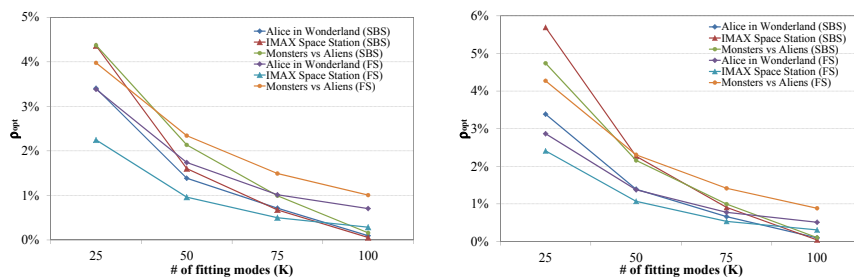 5%
4%
3%
2%
1%
0%
ρopt
25 50 75 100
# of fitting modes (K)
Alice in Wonderland (SBS)
IMAX Space Station (SBS)
Monsters vs Aliens (SBS)
Alice in Wonderland (FS)
IMAX Space Station (FS)
Monsters vs Aliens (FS)
6%
5%
4%
3%
2%
1%
0%
ρopt
25 50 75 100
# of fitting modes (K)
Alice in Wonderland (SBS)
IMAX Space Station (SBS)
Monsters vs Aliens (SBS)
Alice in Wonderland (FS)
IMAX Space Station (FS)
Monsters vs Aliens (FS)